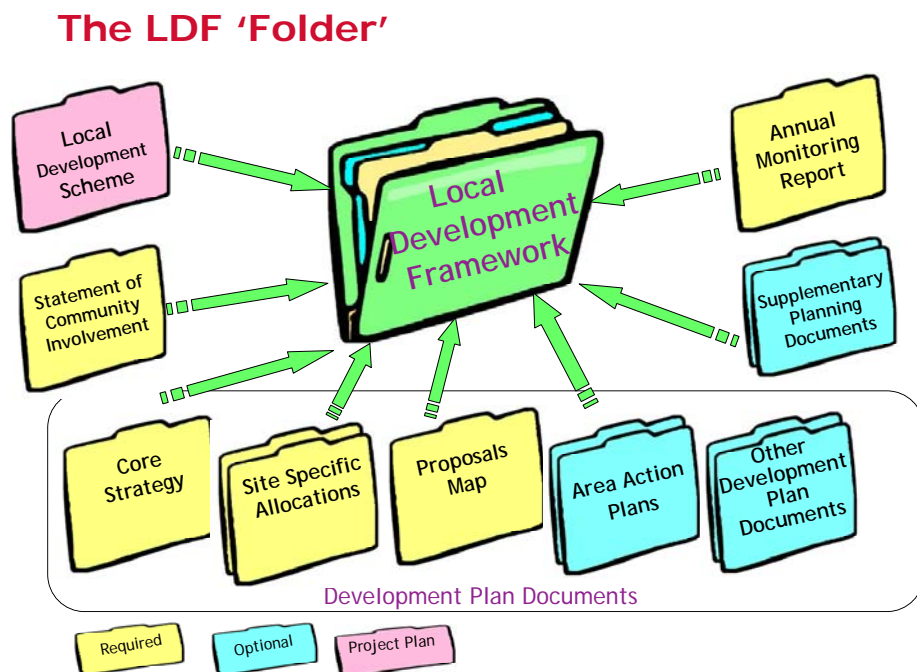 The LDF ‘Folder’
Local
Development
Scheme
Local
Development
Framework
Annual
Monitoring
Report
Statement of
Community
Involvement
Supplementary
Planning
Documents
Core
Strategy
Site Specific
Allocations
Proposals
Map
Area Action
Plans
Other
Development
Plan
Documents
Development Plan Documents
Required
Optional
Project Plan